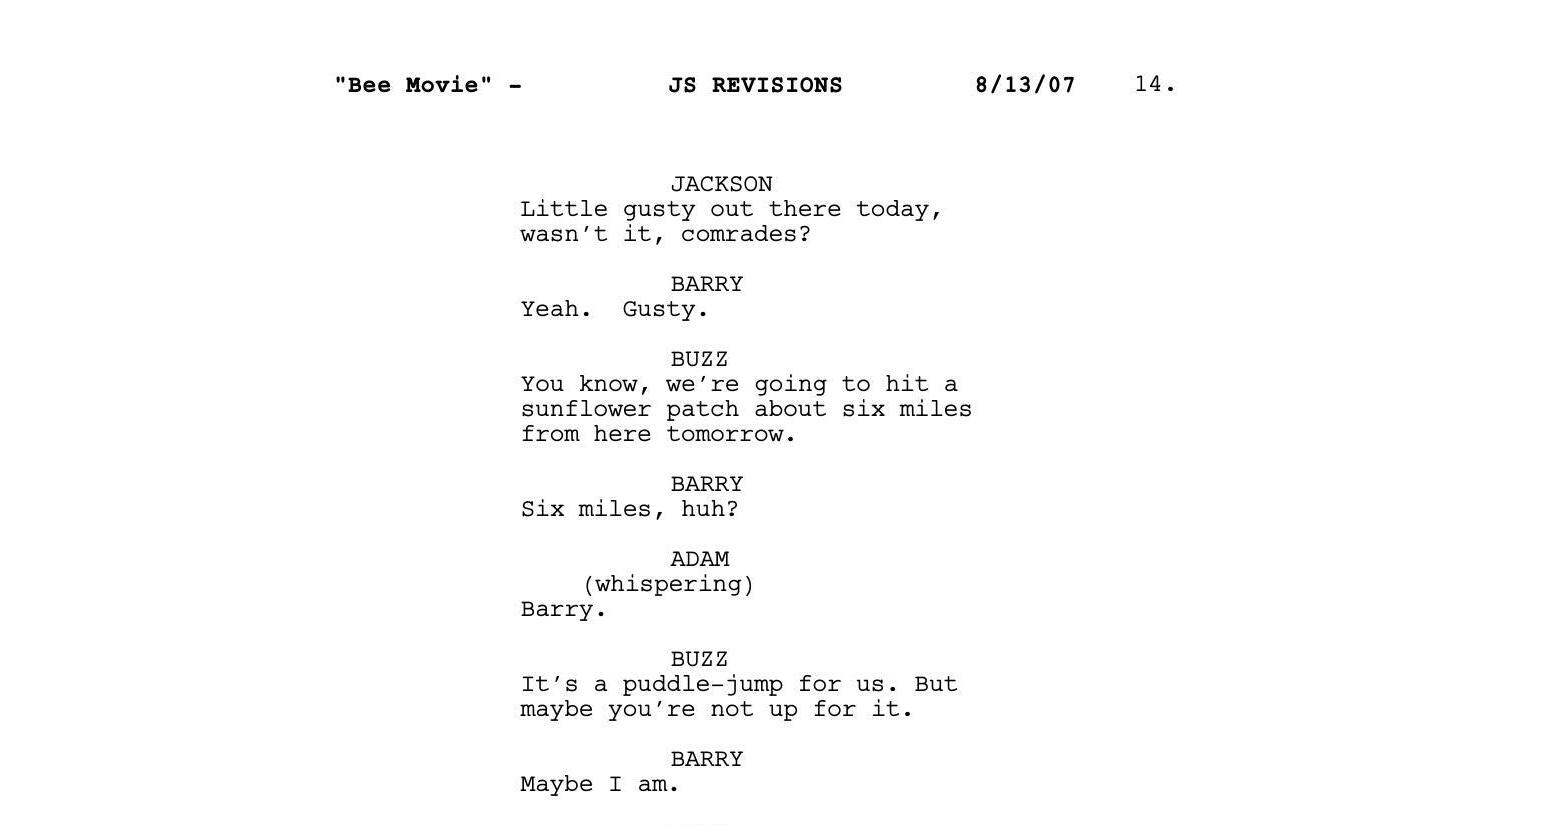 "Bee Movie" - JS REVISIONS 8/13/07 14.
JACKSON
Little gusty out there today,
wasn't it, comrades?
BARRY
Yeah.  Gusty.
BUZZ
You know, we're going to hit a
sunflower patch about six miles
from here tomorrow.
BARRY
Six miles, huh?
ADAM
(whispering)
Barry.
BUZZ
It's a puddle-jump for us. But
maybe you're not up for it.
BARRY
Maybe I am.